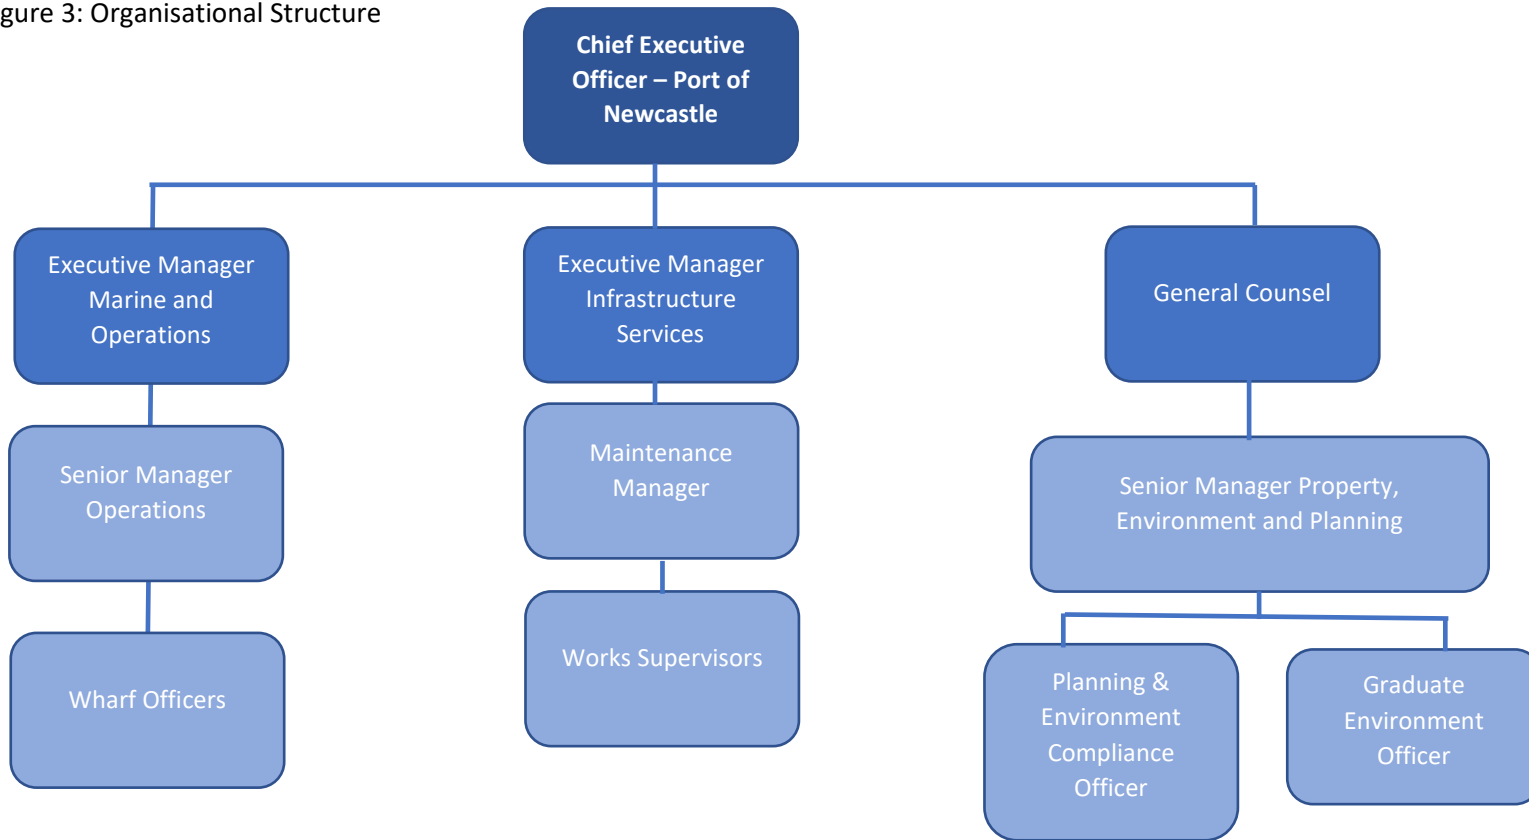 gure 3: Organisational Structure
Chief Executive
Officer – Port of
Newcastle
Executive Manager
Marine and
Operations
Executive Manager
Infrastructure
Services
General Counsel
Senior Manager
Operations
Maintenance
Manager
Senior Manager Property,
Environment and Planning
Wharf Officers
Works Supervisors
Planning &
Environment
Compliance
Officer
Graduate
Environment
Officer